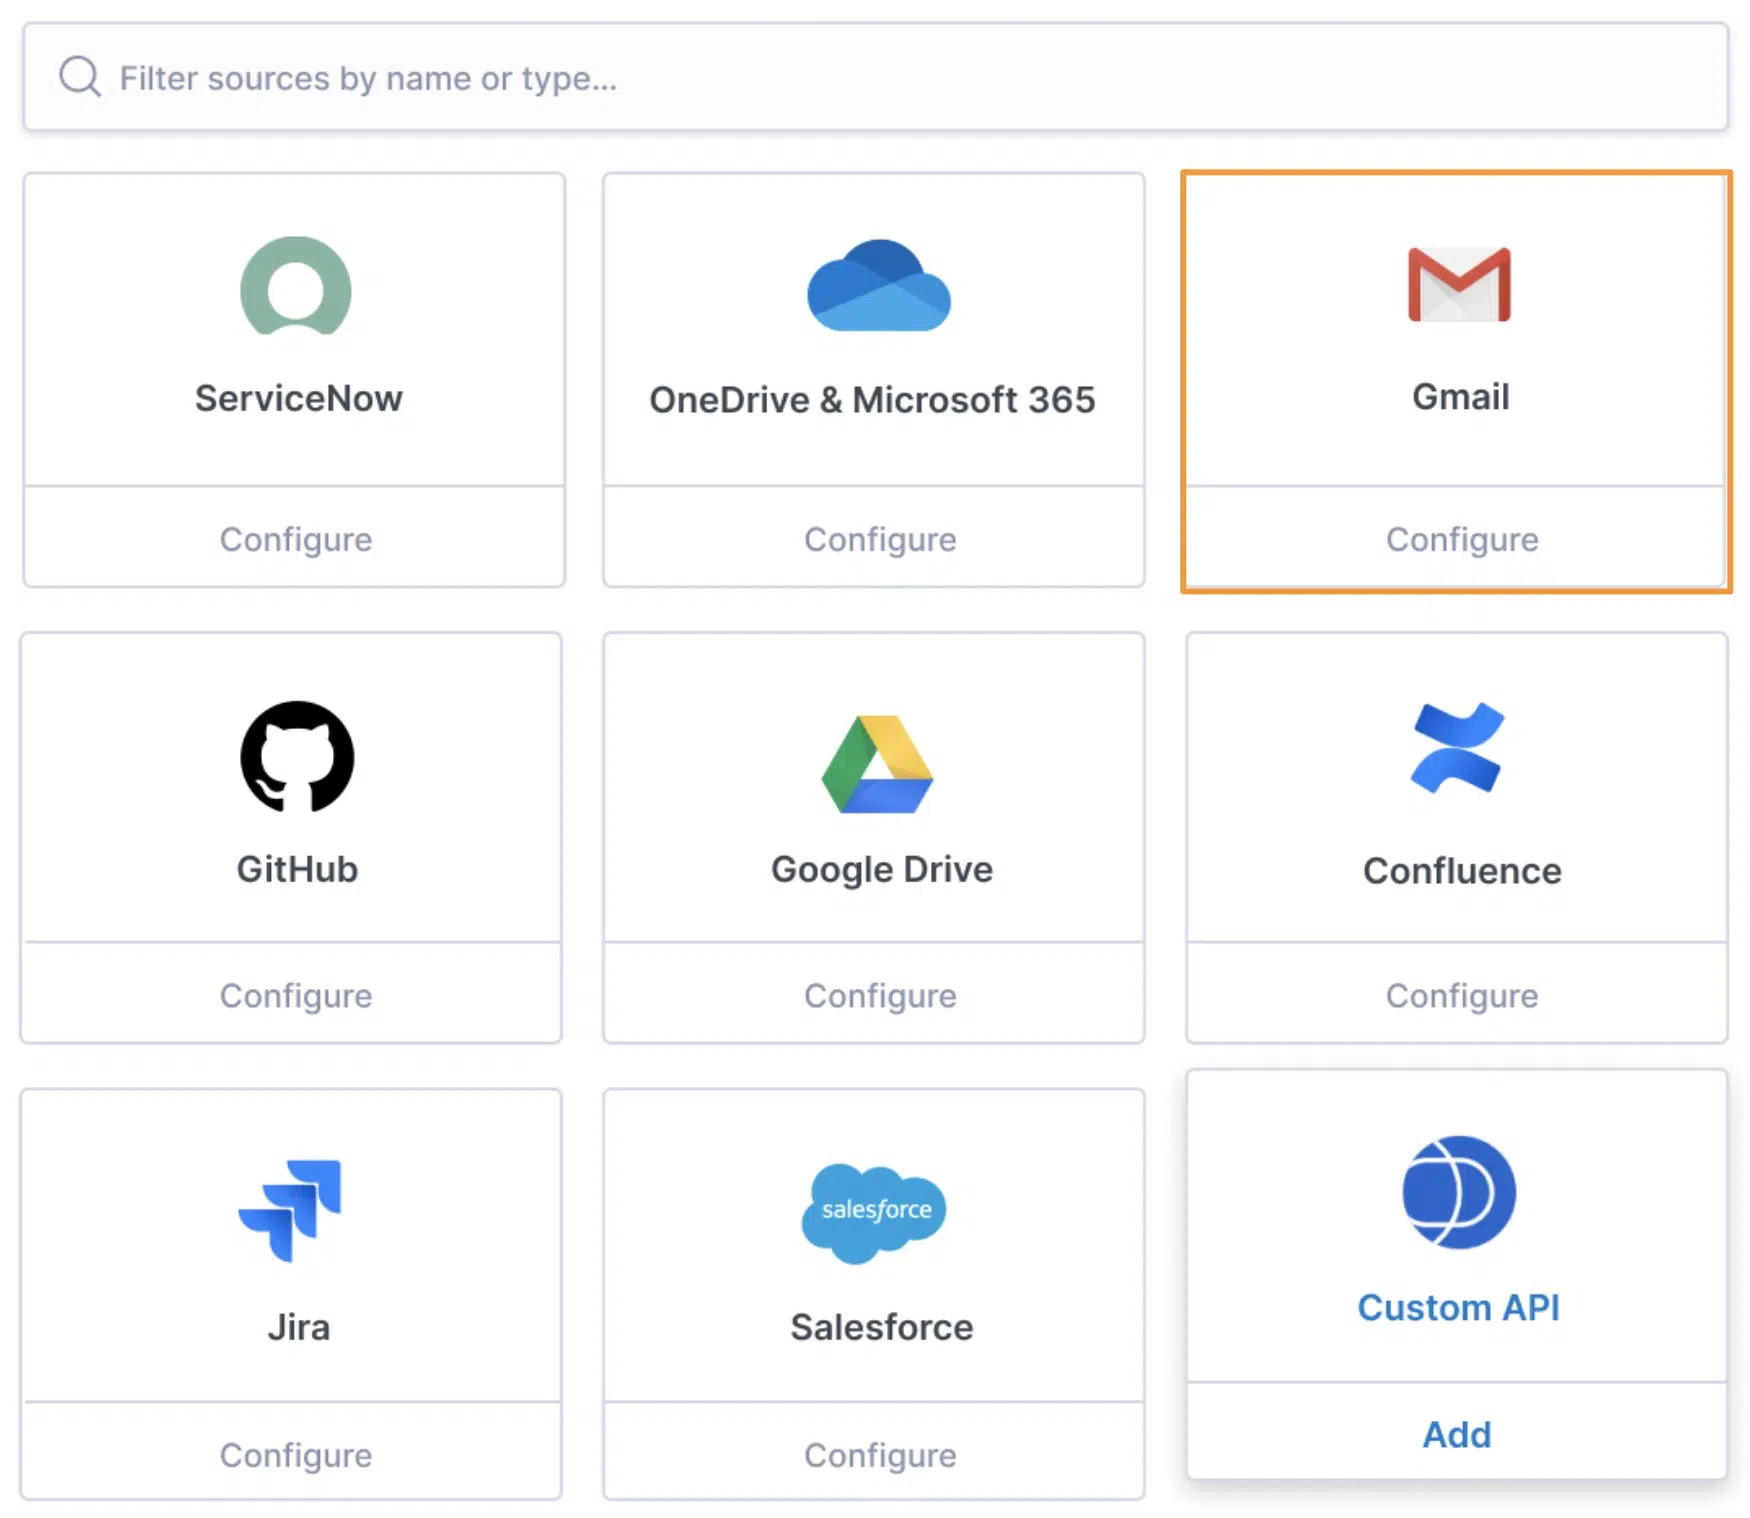 Filter sources by name or type...
ServiceNow
OneDrive & Microsoft 365
Gmail
Configure
Configure
Configure
GitHub
Google Drive
Confluence
Configure
Configure
Configure
salesforce
Jira
Salesforce
Custom API
Configure
Configure
Add